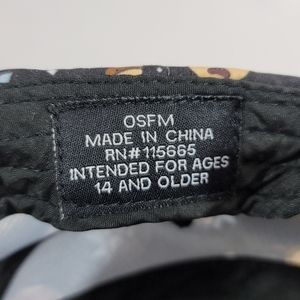 OSFM
MADE IN CHINA
RN# 115665
INTENDED FOR AGES
14 AND OLDER